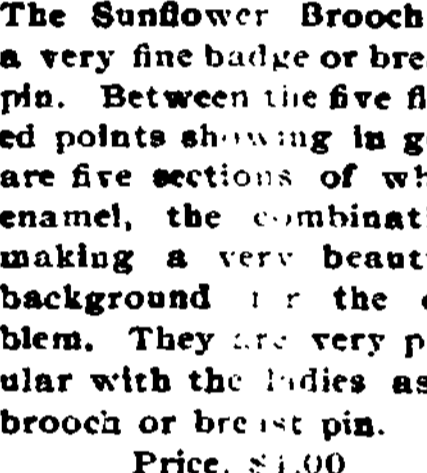 The Sunflower Brooch
a very fine badge or bre
pin. Between the five fl
ed points showing in g
are five sections of wh
enamel, the combinat
making a very beaut
background for the e
blem. They are very p
ular with the ladies as
brooch or breast pin.
Price, $1.00